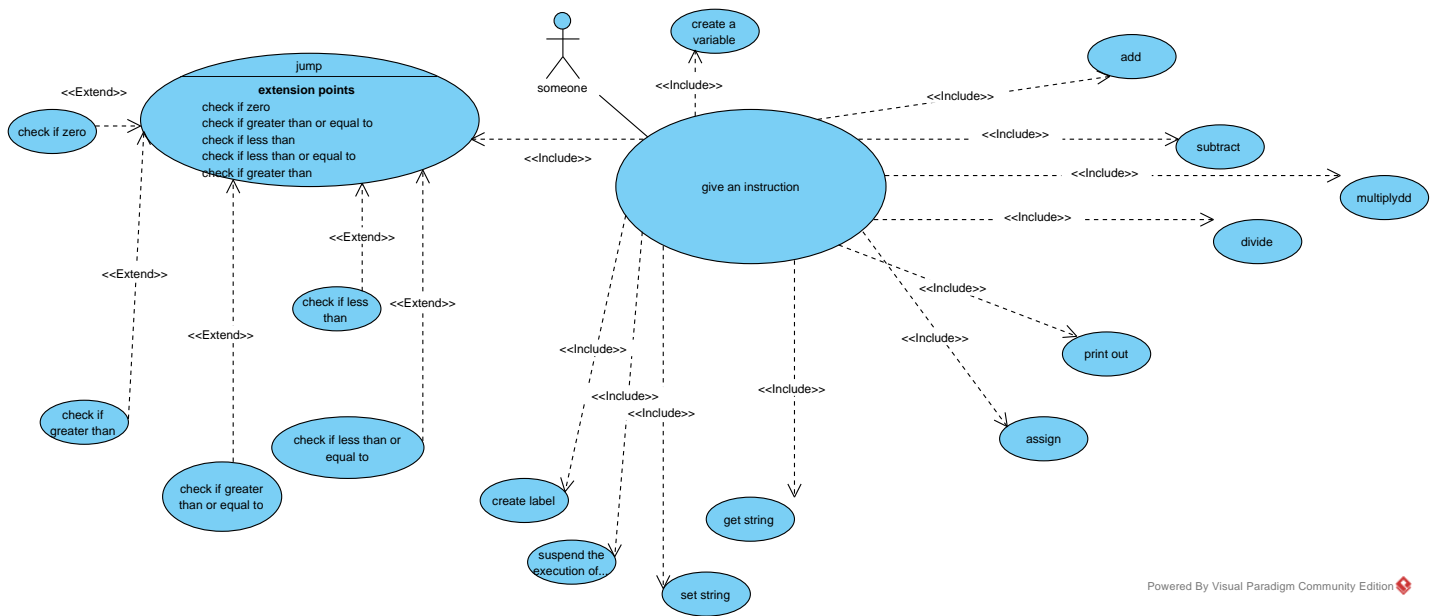 someone
create a
variable
add
subtract
multiplydd
divide
print out
assign
get string
set string
suspend the
execution of...
create label
give an instruction
<<Include>>
<<Include>>
<<Include>>
<<Include>>
<<Include>>
<<Include>>
<<Include>>
<<Include>>
<<Include>>
<<Include>>
<<Include>>
<<Include>>
jump
extension points
check if zero
check if greater than or equal to
check if less than
check if less than or equal to
check if greater than
<<Extend>>
check if zero
<<Extend>>
<<Extend>>
<<Extend>>
<<Extend>>
check if less
than
check if
greater than
check if less than or
equal to
check if greater
than or equal to
Powered By Visual Paradigm Community Edition